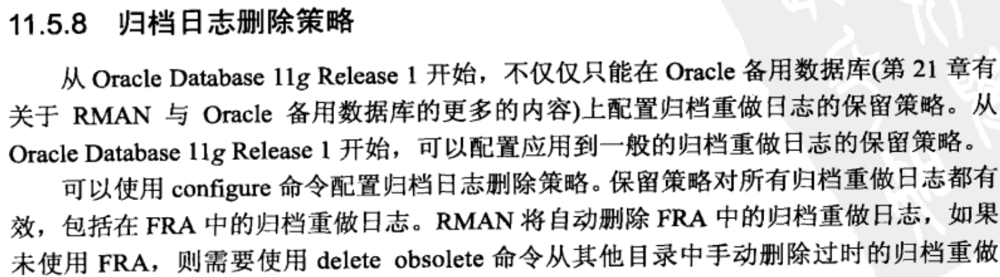 11.5.8 归档日志删除策略
从 Oracle Database 11g Release 1 开始，不仅仅只能在 Oracle 备用数据库(第 21 章有
关于 RMAN 与 Oracle 备用数据库的更多的内容)上配置归档重做日志的保留策略。从
Oracle Database 11g Release 1 开始，可以配置应用到一般的归档重做日志的保留策略。
可以使用 configure 命令配置归档日志删除策略。保留策略对所有归档重做日志都有
效，包括在 FRA 中的归档重做日志。RMAN 将自动删除 FRA 中的归档重做日志，如果
未使用 FRA，则需要使用 delete obsolete 命令从其他目录中手动删除过时的归档重做